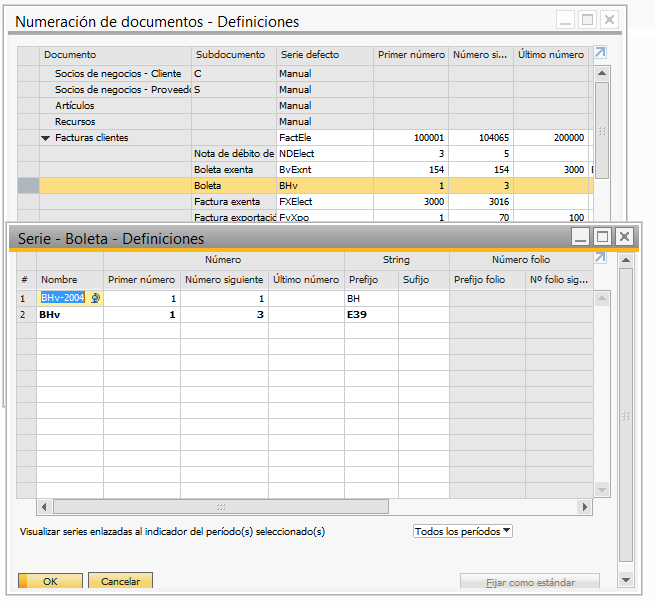 Numeración de documentos - Definiciones
Documento Subdocumento Serie defecto Primer número Número si... Último número
Socios de negocios - Cliente C Manual
Socios de negocios - Proveed S Manual
Artículos Manual
Recursos Manual
Facturas clientes FactEle 100001 104065 200000
Nota de débito de NDElect 3 5
Boleta exenta BvExnt 154 154 3000
Boleta BHv 1 3
Factura exenta FXElect 3000 3016
Factura exportació FvXpo 1 70 100
Serie - Boleta - Definiciones
Número String Número folio
# Nombre Primer número Número siguiente Último número Prefijo Sufijo Prefijo folio Nº folio sig...
1 BHv-2004 1 1 BH
2 BHv 1 3 E39
Visualizar series enlazadas al indicador del período(s) seleccionado(s) Todos los períodos
OK Cancelar Fijar como estándar